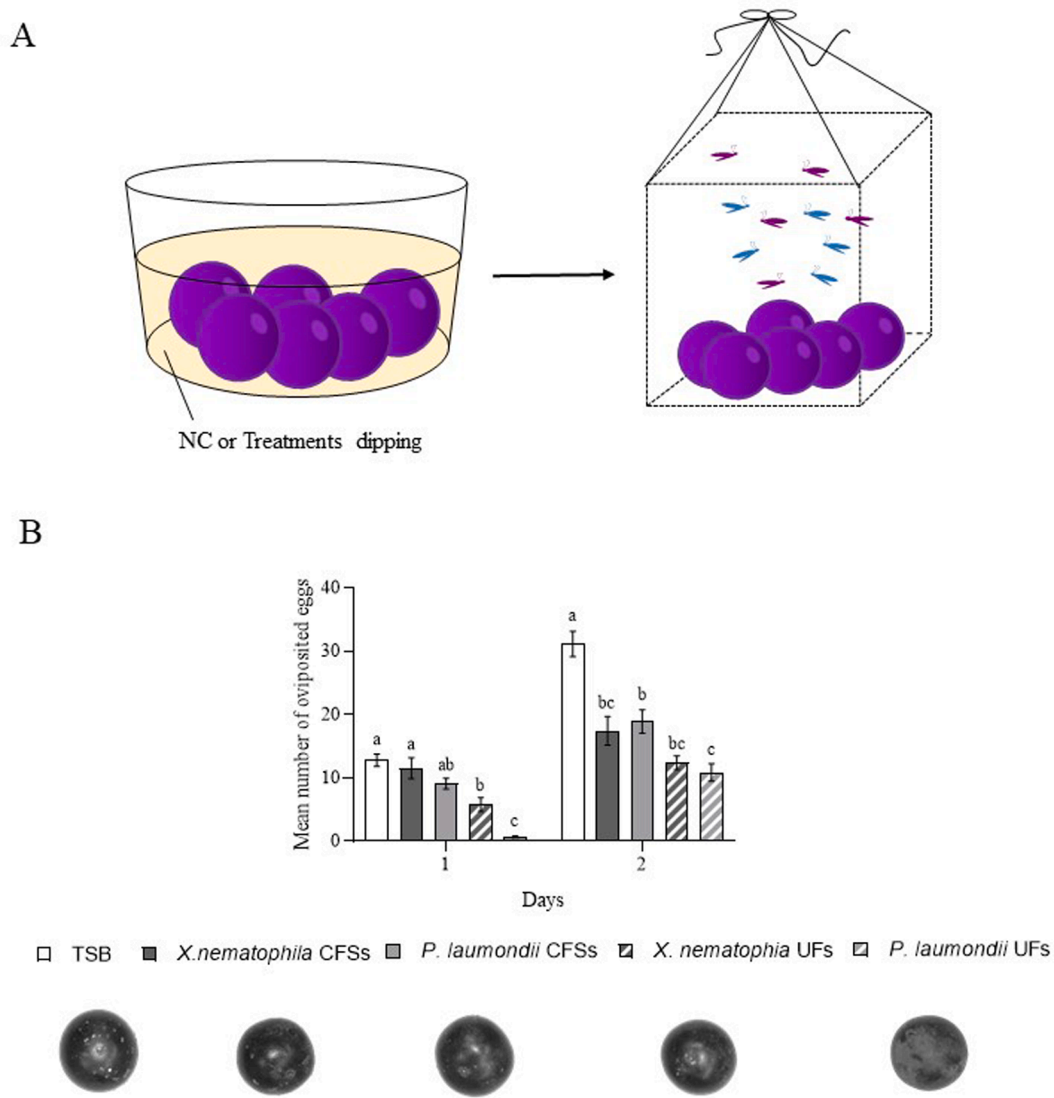 A
NC or Treatments dipping
B
Mean number of oviposited eggs
40
30
20
10
0
a
a
ab
b
c
a
bc
b
bc
c
1
2
Days
TSB X.nematophila CFSs P. laumondii CFSs X. nematophia UFs P. laumondii UFs